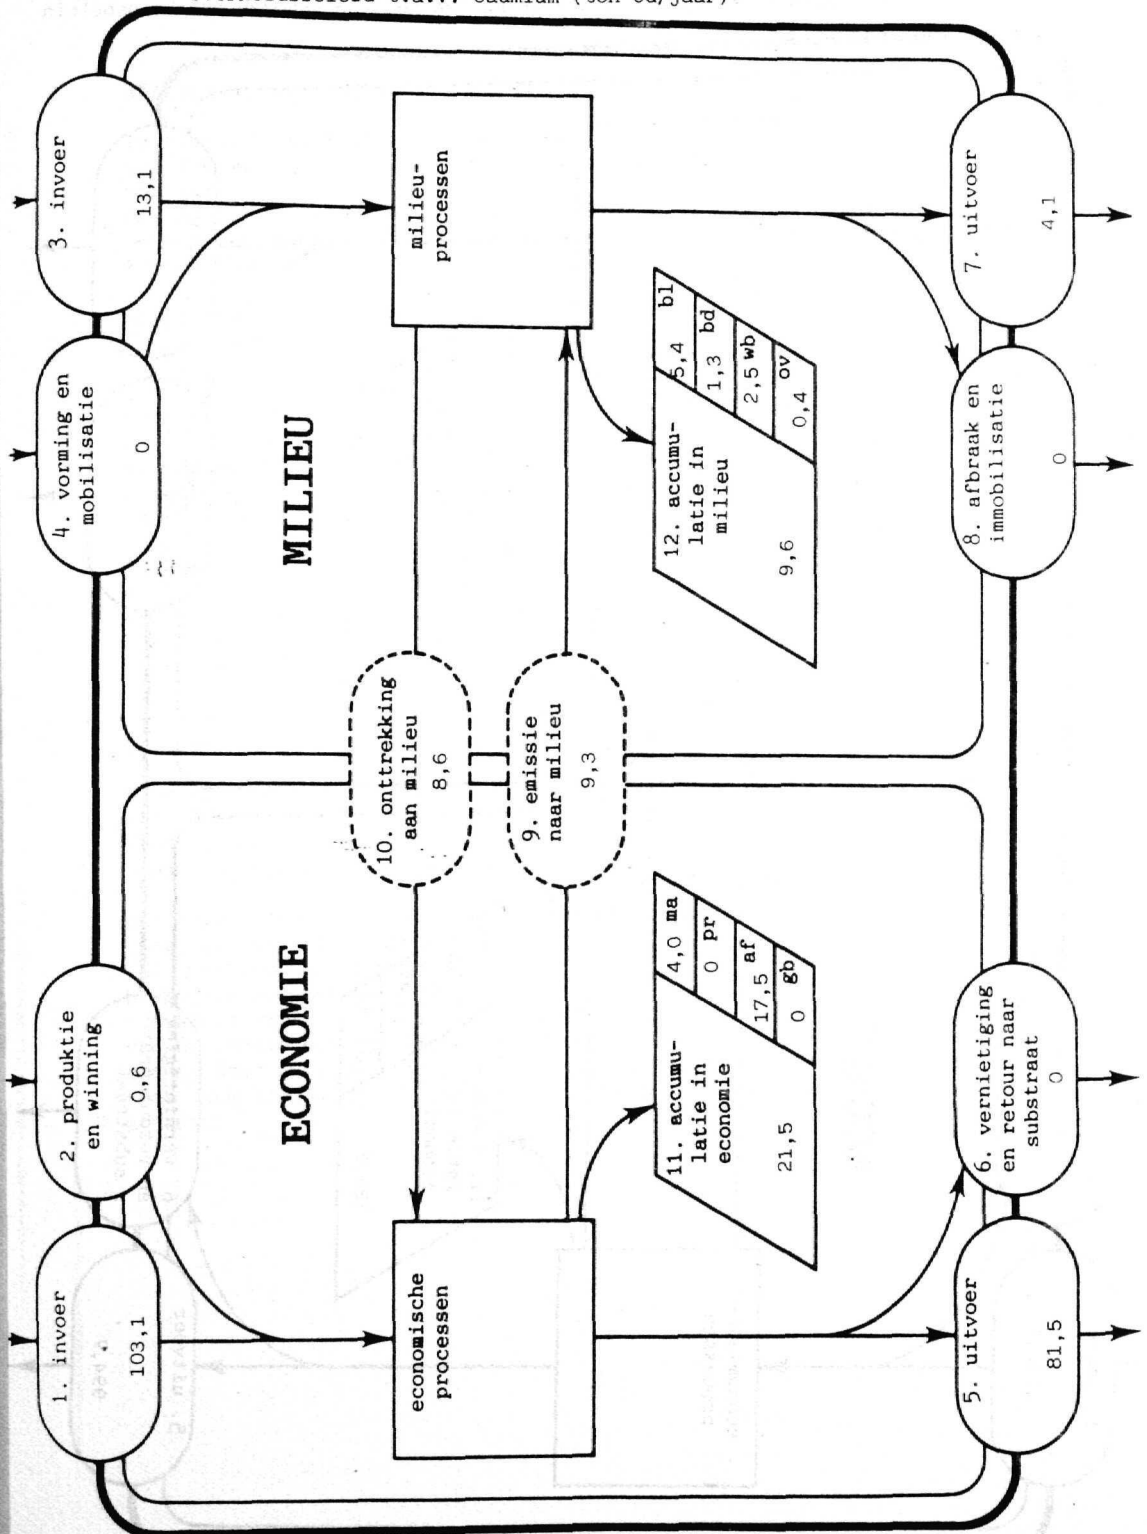 cadmium (ton Cd/jaar)
ECONOMIE
MILIEU
1. invoer
103,1
2. produktie
en winning
0,6
4. vorming en
mobilisatie
0
3. invoer
13,1
economische
processen
10. onttrekking
aan milieu
8,6
9. emissie
naar milieu
9,3
milieu-
processen
11. accumu-
latie in
economie
21,5
4,0 ma
0 pr
17,5 af
0 gb
12. accumu-
latie in
milieu
9,6
5,4 bl
1,3 bd
2,5 wb
0,4 ov
5. uitvoer
81,5
6. vernietiging
en retour naar
substraat
0
8. afbraak en
immobilisatie
0
7. uitvoer
4,1